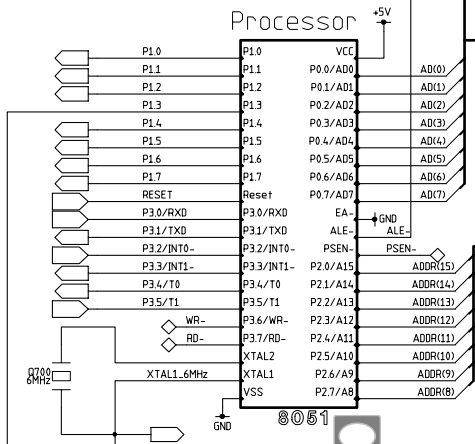 Processor
+5V
P1.0 P1.0 VCC
P1.1 P1.1 P0.0/AD0 AD(0)
P1.2 P1.2 P0.1/AD1 AD(1)
P1.3 P1.3 P0.2/AD2 AD(2)
P1.4 P1.4 P0.3/AD3 AD(3)
P1.5 P1.5 P0.4/AD4 AD(4)
P1.6 P1.6 P0.5/AD5 AD(5)
P1.7 P1.7 P0.6/AD6 AD(6)
RESET Reset P0.7/AD7 AD(7)
P3.0/RXD P3.0/RXD EA- GND
P3.1/TXD P3.1/TXD ALE- ALE-
P3.2/INT0- P3.2/INT0- PSEN- PSEN-
P3.3/INT1- P3.3/INT1- P2.0/A15 ADDR(15)
P3.4/T0 P3.4/T0 P2.1/A14 ADDR(14)
P3.5/T1 P3.5/T1 P2.2/A13 ADDR(13)
WR- P3.6/WR- P2.3/A12 ADDR(12)
RD- P3.7/RD- P2.4/A11 ADDR(11)
XTAL2 P2.5/A10 ADDR(10)
Q700 XTAL1_6MHz XTAL1 P2.6/A9 ADDR(9)
6MHz VSS P2.7/A8 ADDR(8)
GND 8051